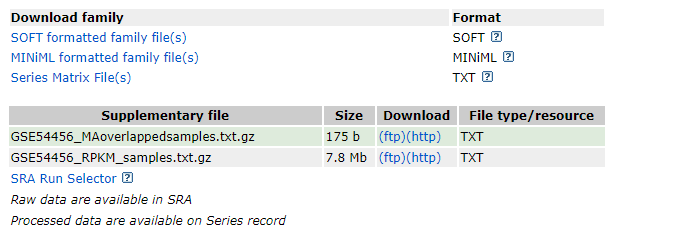 Download family Format
SOFT formatted family file(s) SOFT ?
MINiML formatted family file(s) MINiML ?
Series Matrix File(s) TXT ?
Supplementary file Size Download File type/resource
GSE54456_MAoverlappedsamples.txt.gz 175 b (ftp)(http) TXT
GSE54456_RPKM_samples.txt.gz 7.8 Mb (ftp)(http) TXT
SRA Run Selector ?
Raw data are available in SRA
Processed data are available on Series record